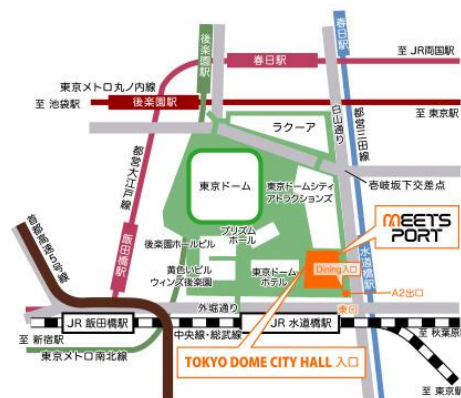 後楽園駅
春日駅
春日駅
至 JR両国駅
東京メトロ丸ノ内線
至 池袋駅
後楽園駅
至 東京駅
ラクーア
白山通り
都営三田線
都営大江戸線
東京ドーム
東京ドームシティ
アトラクションズ
壱岐坂下交差点
首都高速5号線
飯田橋駅
後楽園ホールビル
プリズム
ホール
MEETS
PORT
黄色いビル
ウィンズ後楽園
東京ドーム
ホテル
Dining入口
水道橋駅
A2出口
外堀通り
東口
JR 飯田橋駅
JR 水道橋駅
至 新宿駅
中央線・総武線
至 秋葉原
東京メトロ南北線
TOKYO DOME CITY HALL 入口
至 東京駅